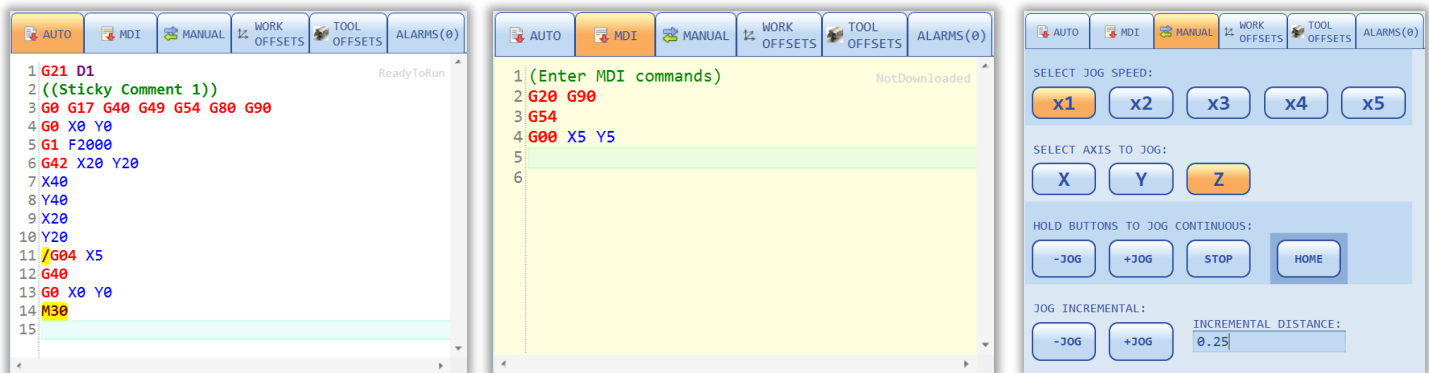 AUTO MDI MANUAL WORK OFFSETS TOOL OFFSETS ALARMS(0)
ReadyToRun
1 G21 D1
2 ((Sticky Comment 1))
3 G0 G17 G40 G49 G54 G80 G90
4 G0 X0 Y0
5 G1 F2000
6 G42 X20 Y20
7 X40
8 Y40
9 X20
10 Y20
11 /G04 X5
12 G40
13 G0 X0 Y0
14 M30
15
AUTO MDI MANUAL WORK OFFSETS TOOL OFFSETS ALARMS(0)
1 (Enter MDI commands)
NotDownloaded
2 G20 G90
3 G54
4 G00 X5 Y5
5
6
AUTO MDI MANUAL WORK OFFSETS TOOL OFFSETS ALARMS(0)
SELECT JOG SPEED:
x1 x2 x3 x4 x5
SELECT AXIS TO JOG:
X Y Z
HOLD BUTTONS TO JOG CONTINUOUS:
-JOG +JOG STOP HOME
JOG INCREMENTAL:
INCREMENTAL DISTANCE:
-JOG +JOG 0.25